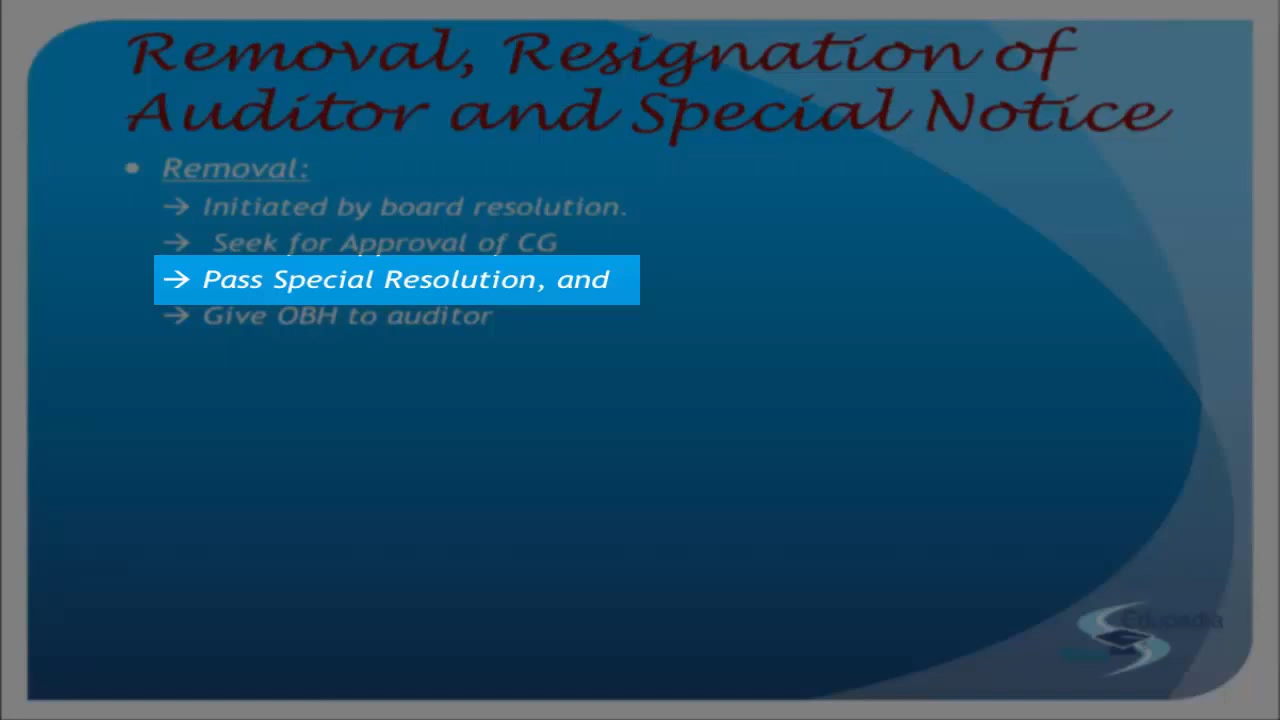 Removal, Resignation of
Auditor and Special Notice
• Removal:
→ Initiated by board resolution.
→ Seek for Approval of CG
→ Pass Special Resolution, and
→ Give OBH to auditor
Edupedia